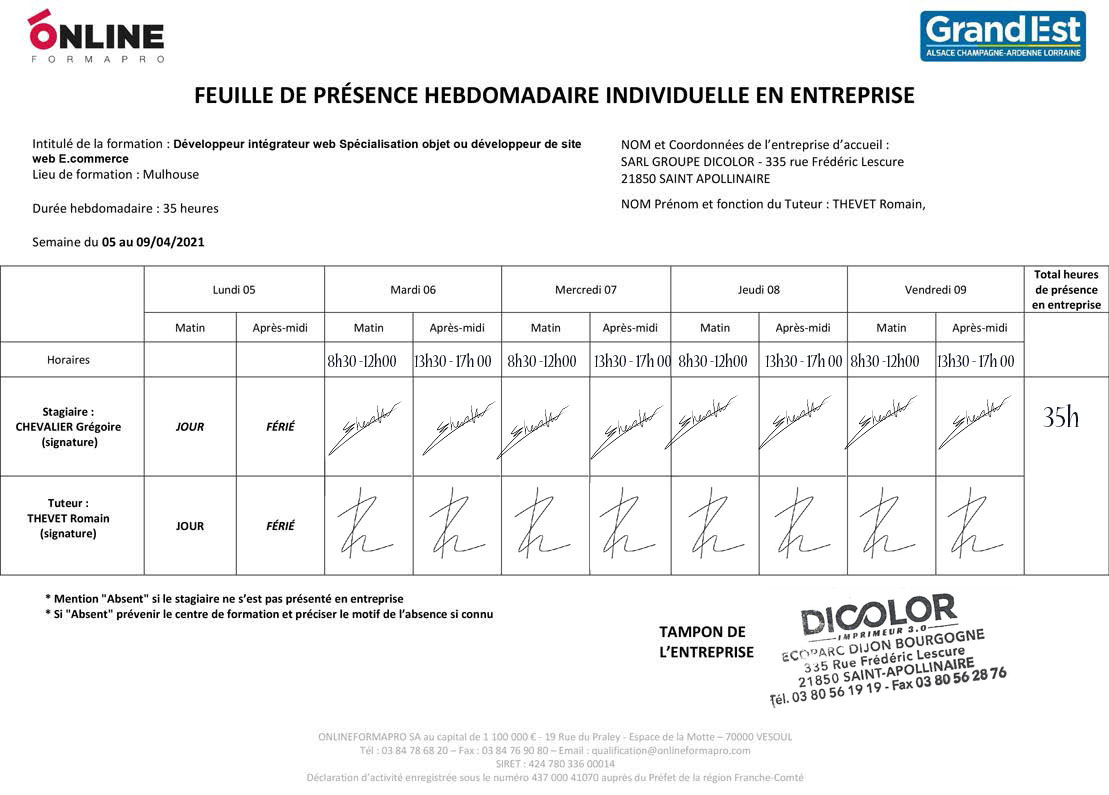 ONLINE
FORMAPRO
GrandEst
ALSACE CHAMPAGNE-ARDENNE LORRAINE
FEUILLE DE PRÉSENCE HEBDOMADAIRE INDIVIDUELLE EN ENTREPRISE
Intitulé de la formation : Développeur intégrateur web Spécialisation objet ou développeur de site
web E.commerce
Lieu de formation : Mulhouse
Durée hebdomadaire : 35 heures
Semaine du 05 au 09/04/2021
NOM et Coordonnées de l'entreprise d'accueil :
SARL GROUPE DICOLOR - 335 rue Frédéric Lescure
21850 SAINT APOLLINAIRE
NOM Prénom et fonction du Tuteur : THEVET Romain,
Lundi 05 Mardi 06 Mercredi 07 Jeudi 08 Vendredi 09
Total heures
de présence
en entreprise
Matin Après-midi Matin Après-midi Matin Après-midi Matin Après-midi Matin Après-midi
Horaires 8h30-12h00 13h30-17h00 8h30-12h00 13h30-17h00 8h30-12h00 13h30-17h00 8h30-12h00 13h30-17h00
Stagiaire :
CHEVALIER Grégoire
(signature)
JOUR FÉRIÉ
35h
Tuteur :
THEVET Romain
(signature)
JOUR FÉRIÉ
* Mention "Absent" si le stagiaire ne s'est pas présenté en entreprise
* Si "Absent" prévenir le centre de formation et préciser le motif de l'absence si connu
TAMPON DE
L'ENTREPRISE
DICOLOR
IMPRIMEUR 3.0
ECOPARC DIJON BOURGOGNE
335 Rue Frédéric Lescure
21850 SAINT-APOLLINAIRE
Tél. 03 80 56 19 19 - Fax 03 80 56 28 76
ONLINEFORMAPRO SA au capital de 1 100 000 € - 19 Rue du Praley - Espace de la Motte – 70000 VESOUL
Tél : 03 84 78 68 20 – Fax : 03 84 76 90 80 – Email : qualification@onlineformapro.com
SIRET : 424 780 336 00014
Déclaration d'activité enregistrée sous le numéro 437 000 41070 auprès du Préfet de la région Franche-Comté